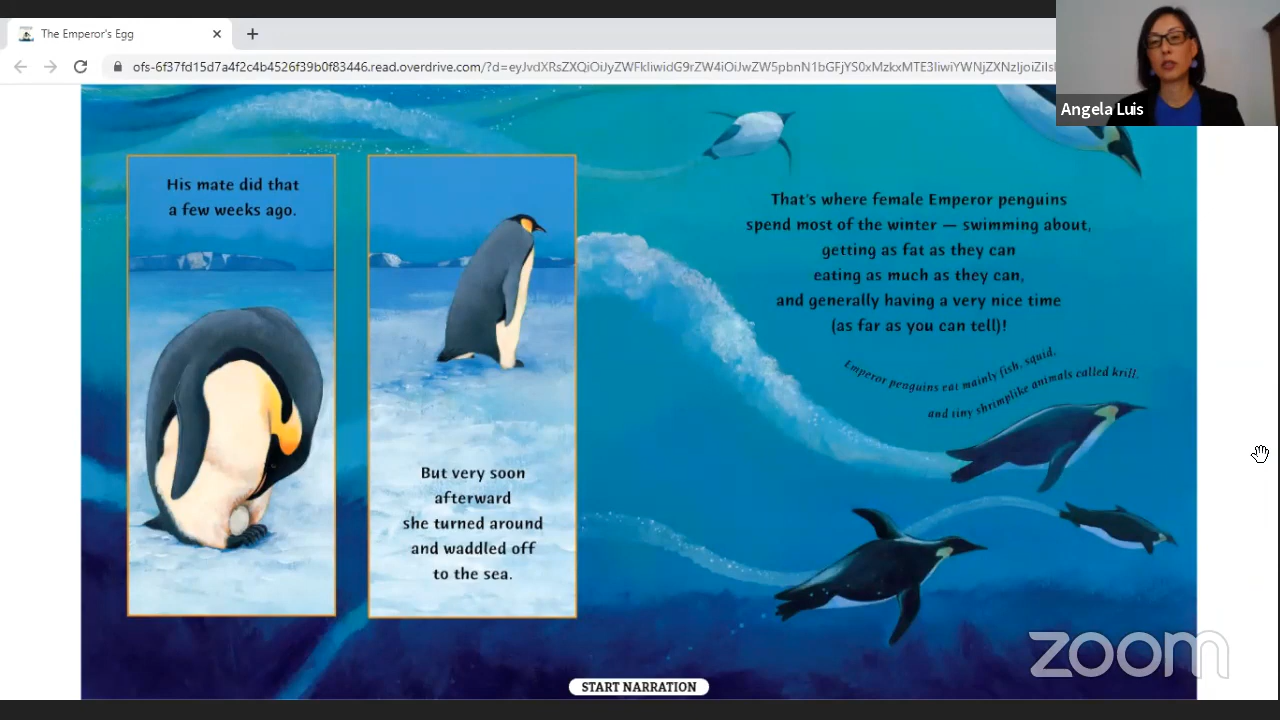 The Emperor's Egg
ofs-6f37fd15d7a4f2c4b4526f39b0f83446.read.overdrive.com/?d=
Angela Luis
His mate did that
a few weeks ago.
But very soon
afterward
she turned around
and waddled off
to the sea.
That's where female Emperor penguins
spend most of the winter — swimming about,
getting as fat as they can
eating as much as they can,
and generally having a very nice time
(as far as you can tell)!
Emperor penguins eat mainly fish, squid,
and tiny shrimplike animals called krill.
START NARRATION
zoom